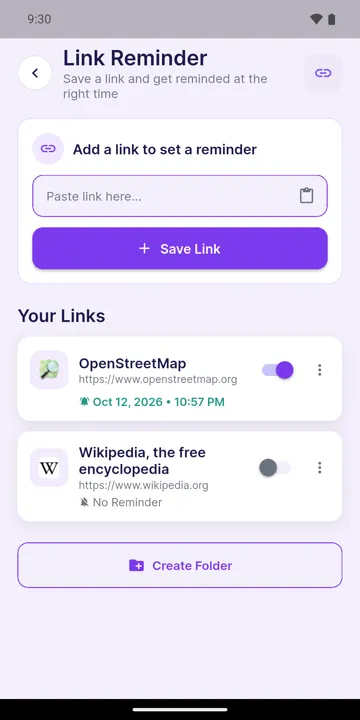 9:30
Link Reminder
Save a link and get reminded at the
right time
Add a link to set a reminder
Paste link here...
+ Save Link
Your Links
OpenStreetMap
https://www.openstreetmap.org
Oct 12, 2026 • 10:57 PM
W
Wikipedia, the free
encyclopedia
https://www.wikipedia.org
No Reminder
Create Folder